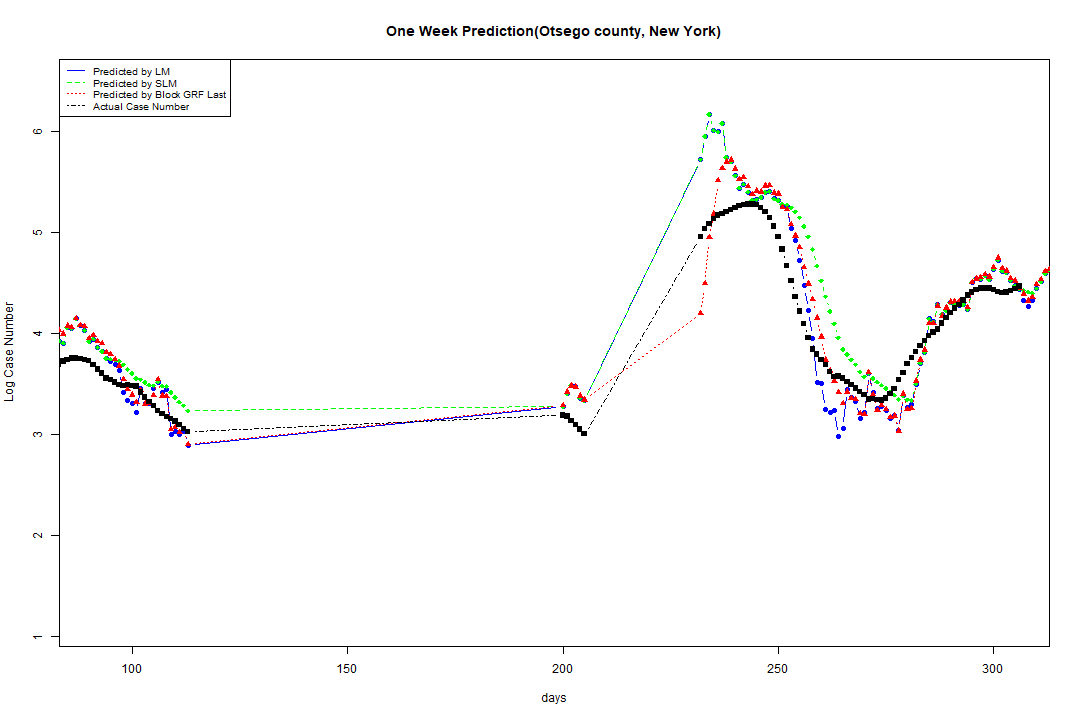 One Week Prediction(Otsego county, New York)
Predicted by LM
Predicted by SLM
Predicted by Block GRF Last
Actual Case Number
Log Case Number
6
5
4
3
2
1
100 150 200 250 300
days